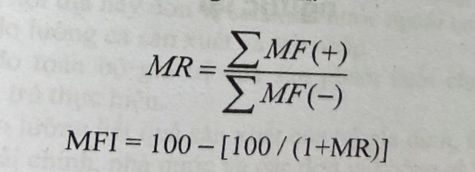 MR = ∑ MF(+) / ∑ MF(−)
MFI = 100 – [100 / (1+MR)]